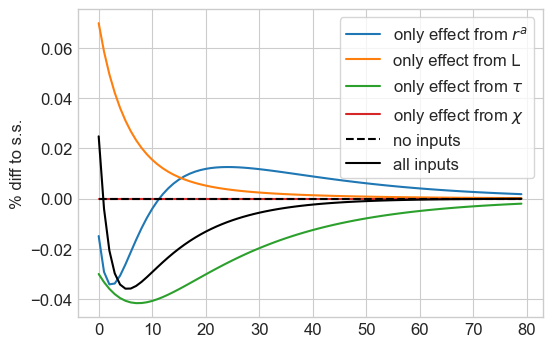 % diff to s.s.
0.06
0.04
0.02
0.00
−0.02
−0.04
only effect from rᵃ
only effect from L
only effect from τ
only effect from χ
no inputs
all inputs
0 10 20 30 40 50 60 70 80